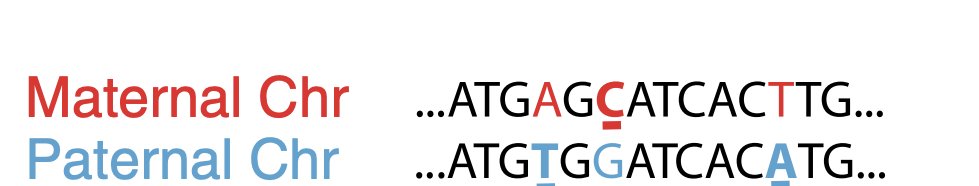 Maternal Chr ...ATGAGCATCACTTG...
Paternal Chr ...ATGTGGATCACATG...